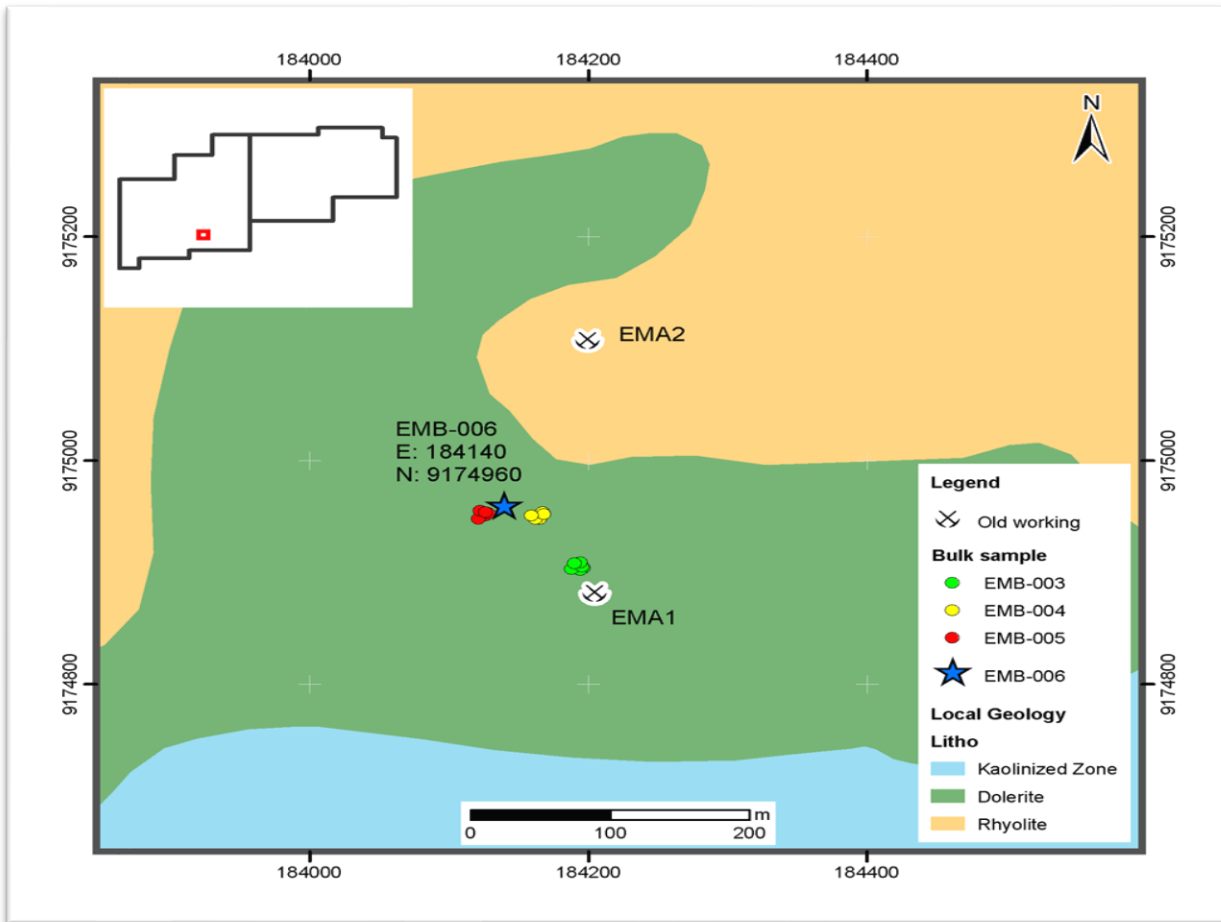 184000
184200
184400
N
9175200
9175200
EMA2
EMB-006
E: 184140
N: 9174960
9175000
9175000
EMA1
9174800
9174800
Legend
Old working
Bulk sample
EMB-003
EMB-004
EMB-005
EMB-006
Local Geology
Litho
Kaolinized Zone
Dolerite
Rhyolite
m
0
100
200
184000
184200
184400